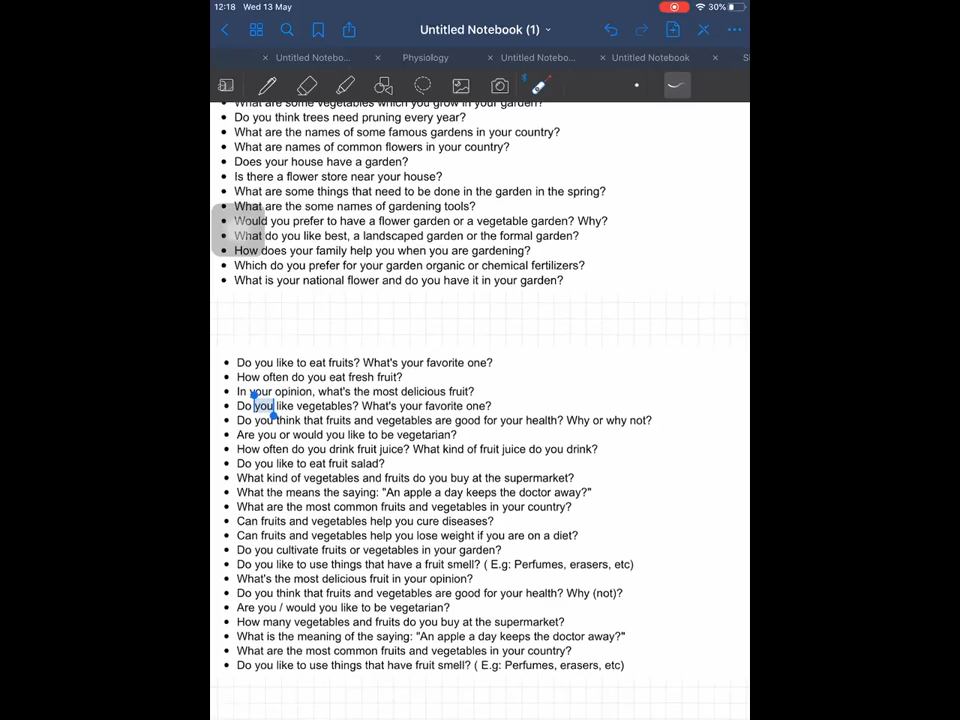 12:18 Wed 13 May
30%
Untitled Notebook (1)
Untitled Notebo...
Physiology
Untitled Notebo...
Untitled Notebook
What are some vegetables which you grow in your garden?
Do you think trees need pruning every year?
What are the names of some famous gardens in your country?
What are names of common flowers in your country?
Does your house have a garden?
Is there a flower store near your house?
What are some things that need to be done in the garden in the spring?
What are the some names of gardening tools?
Would you prefer to have a flower garden or a vegetable garden? Why?
What do you like best, a landscaped garden or the formal garden?
How does your family help you when you are gardening?
Which do you prefer for your garden organic or chemical fertilizers?
What is your national flower and do you have it in your garden?
Do you like to eat fruits? What's your favorite one?
How often do you eat fresh fruit?
In your opinion, what's the most delicious fruit?
Do you like vegetables? What's your favorite one?
Do you think that fruits and vegetables are good for your health? Why or why not?
Are you or would you like to be vegetarian?
How often do you drink fruit juice? What kind of fruit juice do you drink?
Do you like to eat fruit salad?
What kind of vegetables and fruits do you buy at the supermarket?
What the means the saying: "An apple a day keeps the doctor away?"
What are the most common fruits and vegetables in your country?
Can fruits and vegetables help you cure diseases?
Can fruits and vegetables help you lose weight if you are on a diet?
Do you cultivate fruits or vegetables in your garden?
Do you like to use things that have a fruit smell? ( E.g: Perfumes, erasers, etc)
What's the most delicious fruit in your opinion?
Do you think that fruits and vegetables are good for your health? Why (not)?
Are you / would you like to be vegetarian?
How many vegetables and fruits do you buy at the supermarket?
What is the meaning of the saying: "An apple a day keeps the doctor away?"
What are the most common fruits and vegetables in your country?
Do you like to use things that have fruit smell? ( E.g: Perfumes, erasers, etc)